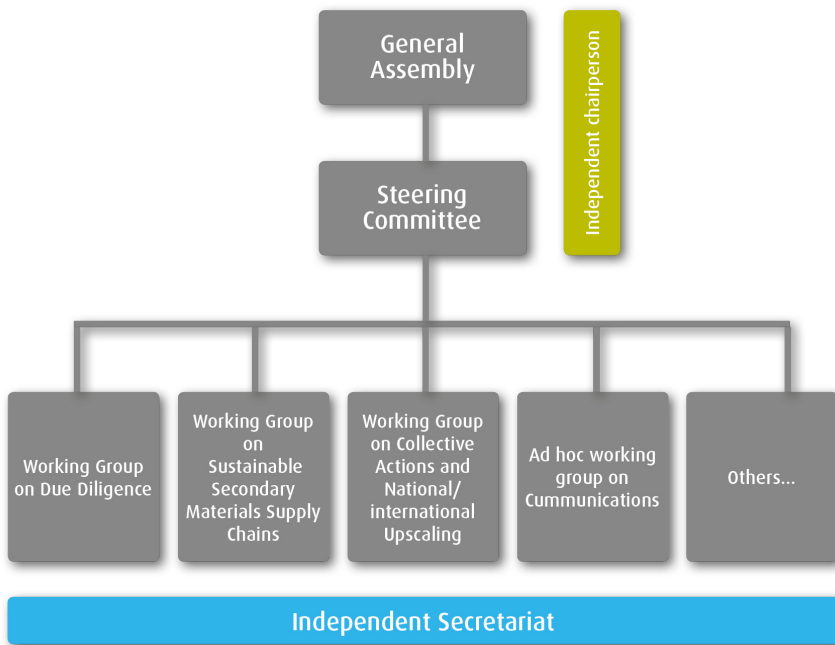 General
Assembly
Independent chairperson
Steering
Committee
Working Group
on Due Diligence
Working Group
on
Sustainable
Secondary
Materials Supply
Chains
Working Group
on Collective
Actions and
National/
international
Upscaling
Ad hoc working
group on
Cummunications
Others...
Independent Secretariat